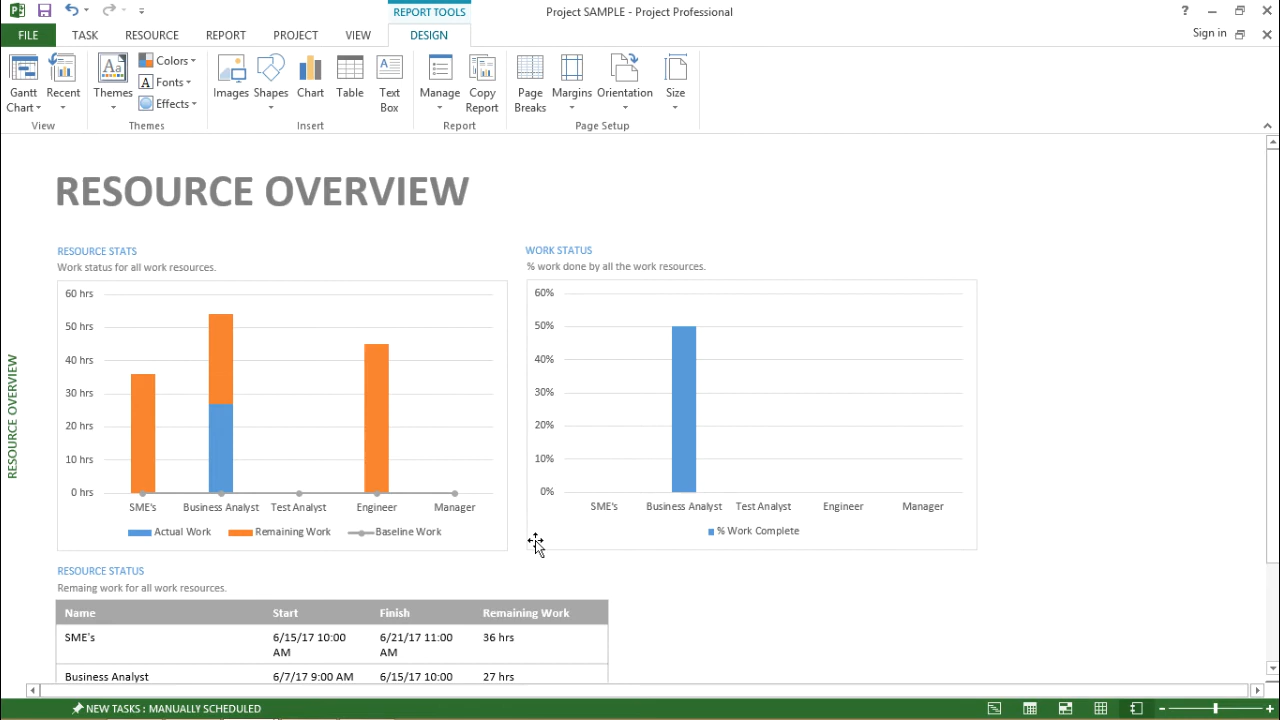 REPORT TOOLS
Project SAMPLE - Project Professional
?
FILE
TASK
RESOURCE
REPORT
PROJECT
VIEW
DESIGN
Sign in
Gantt
Chart
Recent
View
Themes
Colors
Fonts
Effects
Themes
Images
Shapes
Chart
Table
Text
Box
Insert
Manage
Copy
Report
Report
Page
Breaks
Margins
Orientation
Size
Page Setup
RESOURCE OVERVIEW
RESOURCE OVERVIEW
RESOURCE STATS
Work status for all work resources.
60 hrs
50 hrs
40 hrs
30 hrs
20 hrs
10 hrs
0 hrs
SME's Business Analyst Test Analyst Engineer Manager
Actual Work Remaining Work Baseline Work
WORK STATUS
% work done by all the work resources.
60%
50%
40%
30%
20%
10%
0%
SME's Business Analyst Test Analyst Engineer Manager
% Work Complete
RESOURCE STATUS
Remaing work for all work resources.
Name Start Finish Remaining Work
SME's 6/15/17 10:00 6/21/17 11:00 36 hrs
AM AM
Business Analyst 6/7/17 9:00 AM 6/15/17 10:00 27 hrs
NEW TASKS : MANUALLY SCHEDULED